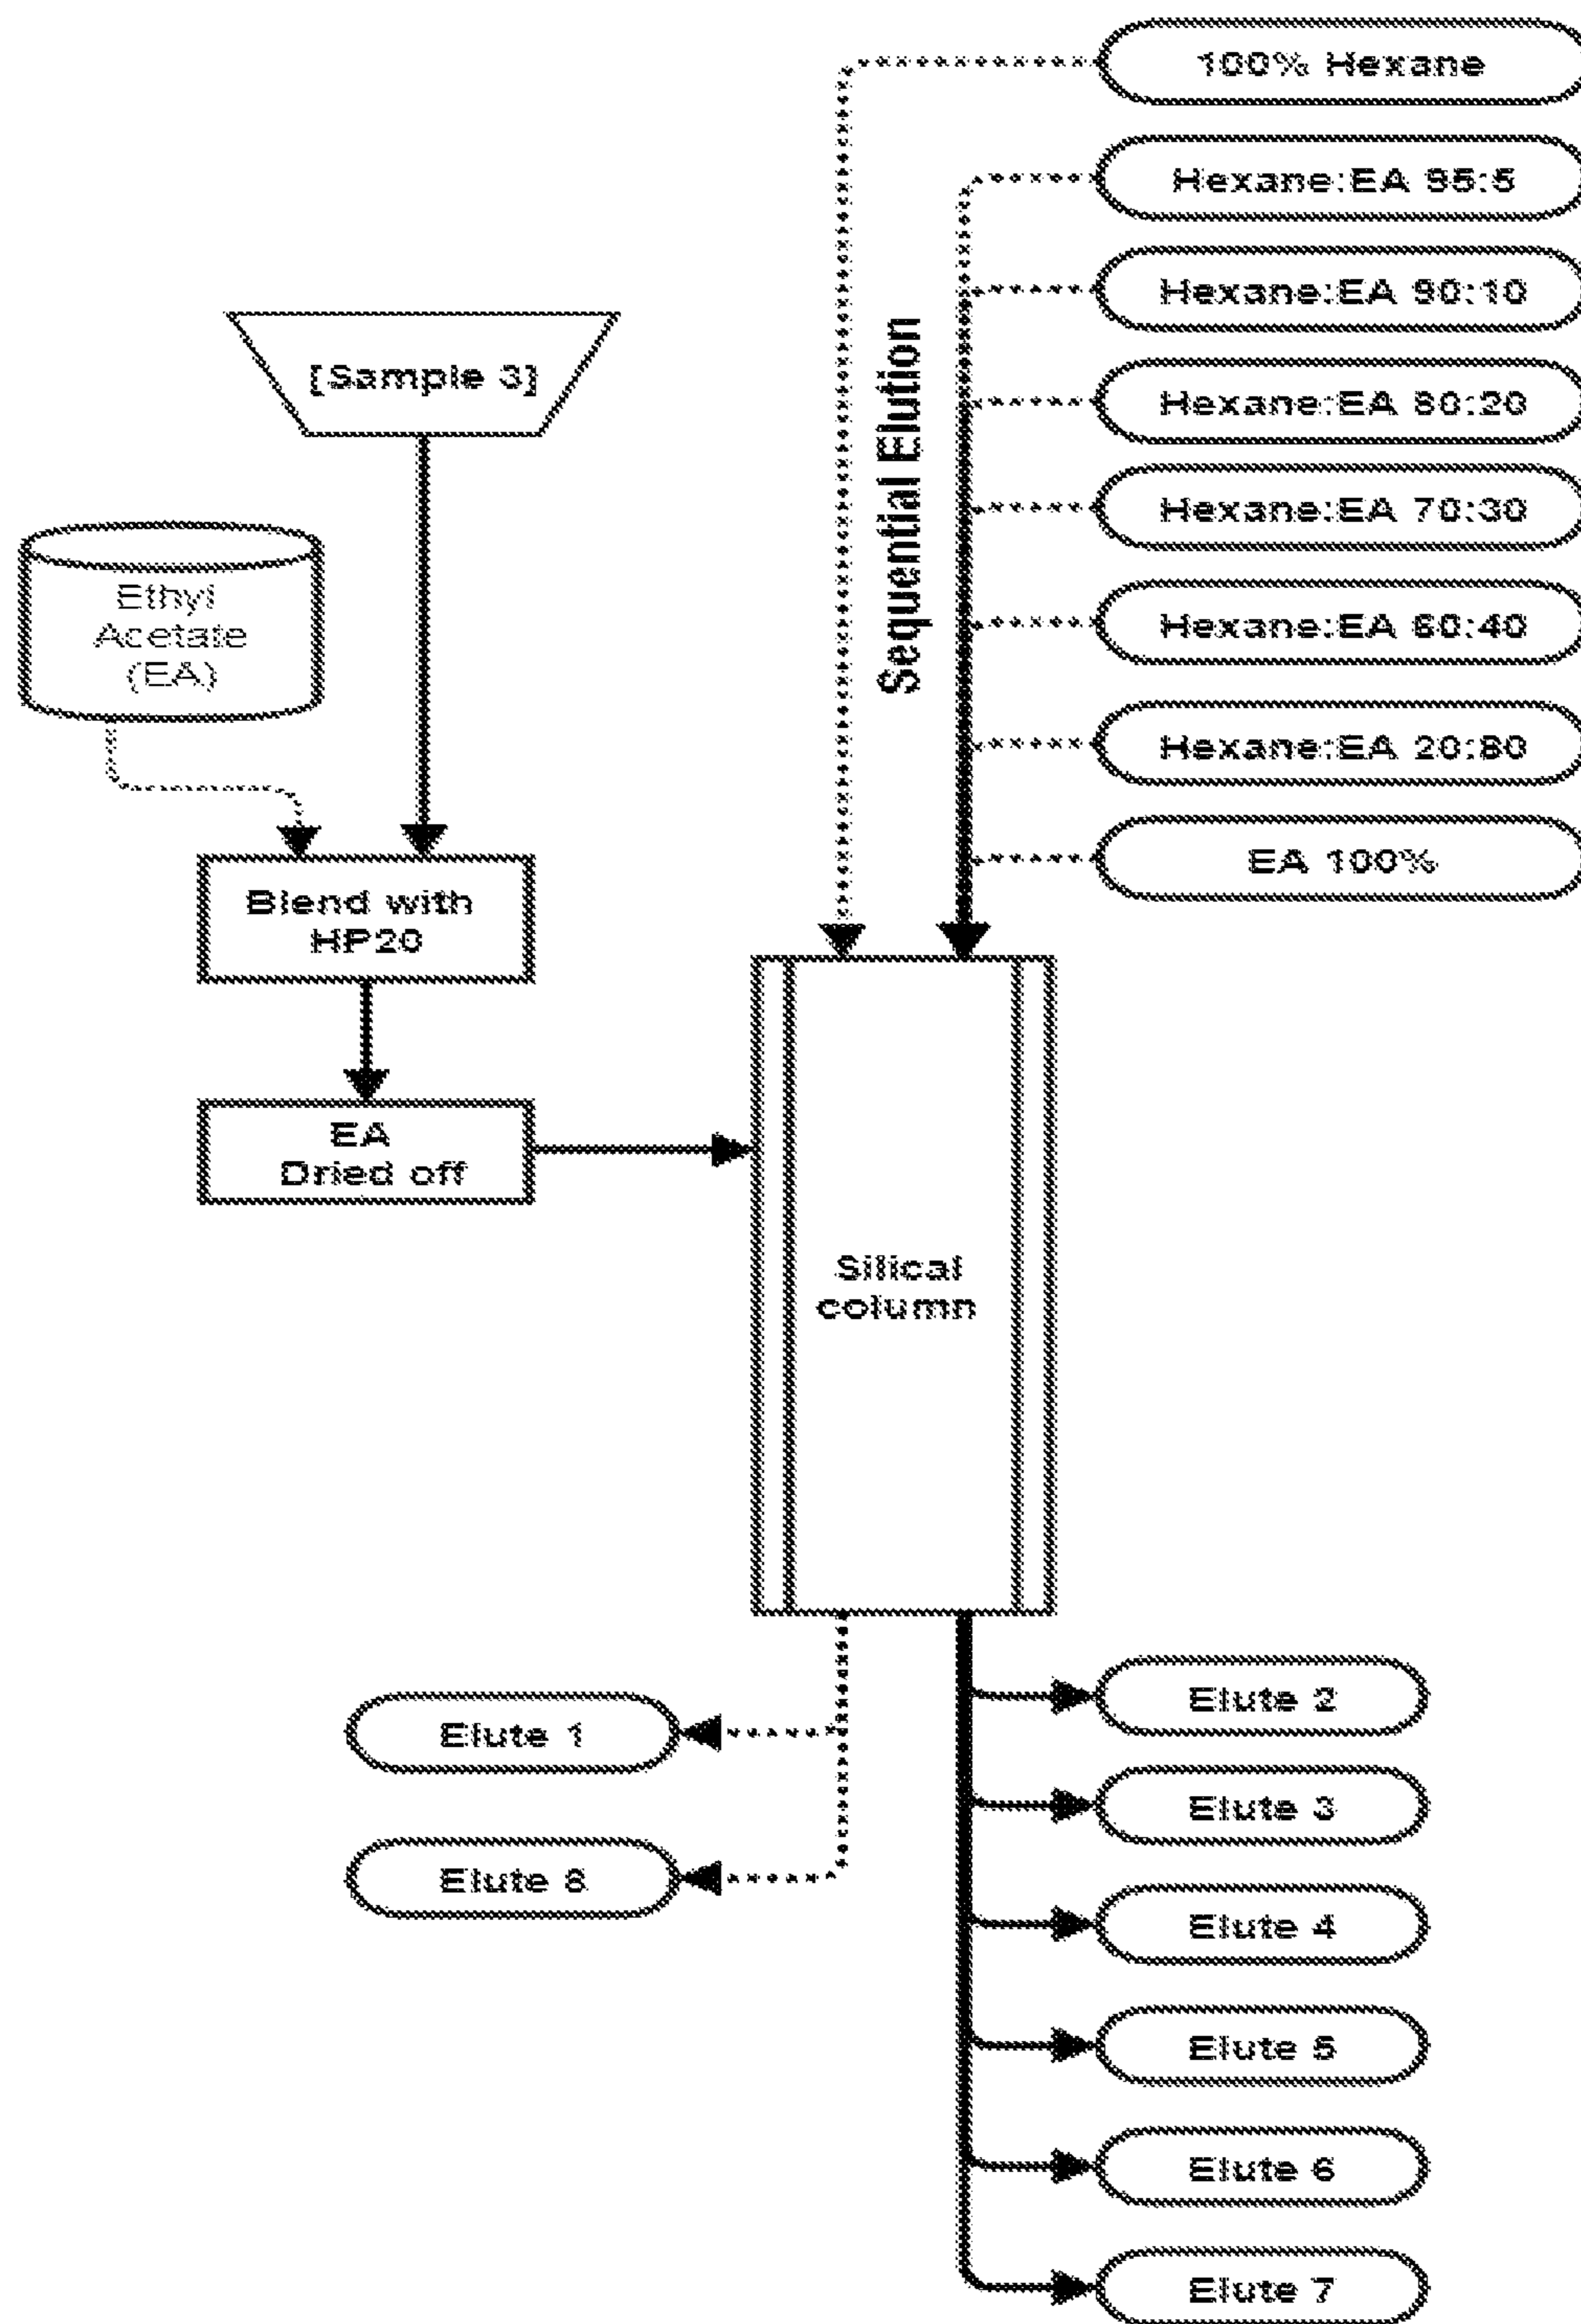 100% Hexane
Hexane:EA 95:5
Hexane:EA 90:10
Hexane:EA 80:20
Hexane:EA 70:30
Hexane:EA 60:40
Hexane:EA 20:80
EA 100%
Sequential Elution
[Sample 3]
Ethyl
Acetate
(EA)
Blend with
HP20
EA
Dried off
Silical
column
Elute 1
Elute 8
Elute 2
Elute 3
Elute 4
Elute 5
Elute 6
Elute 7